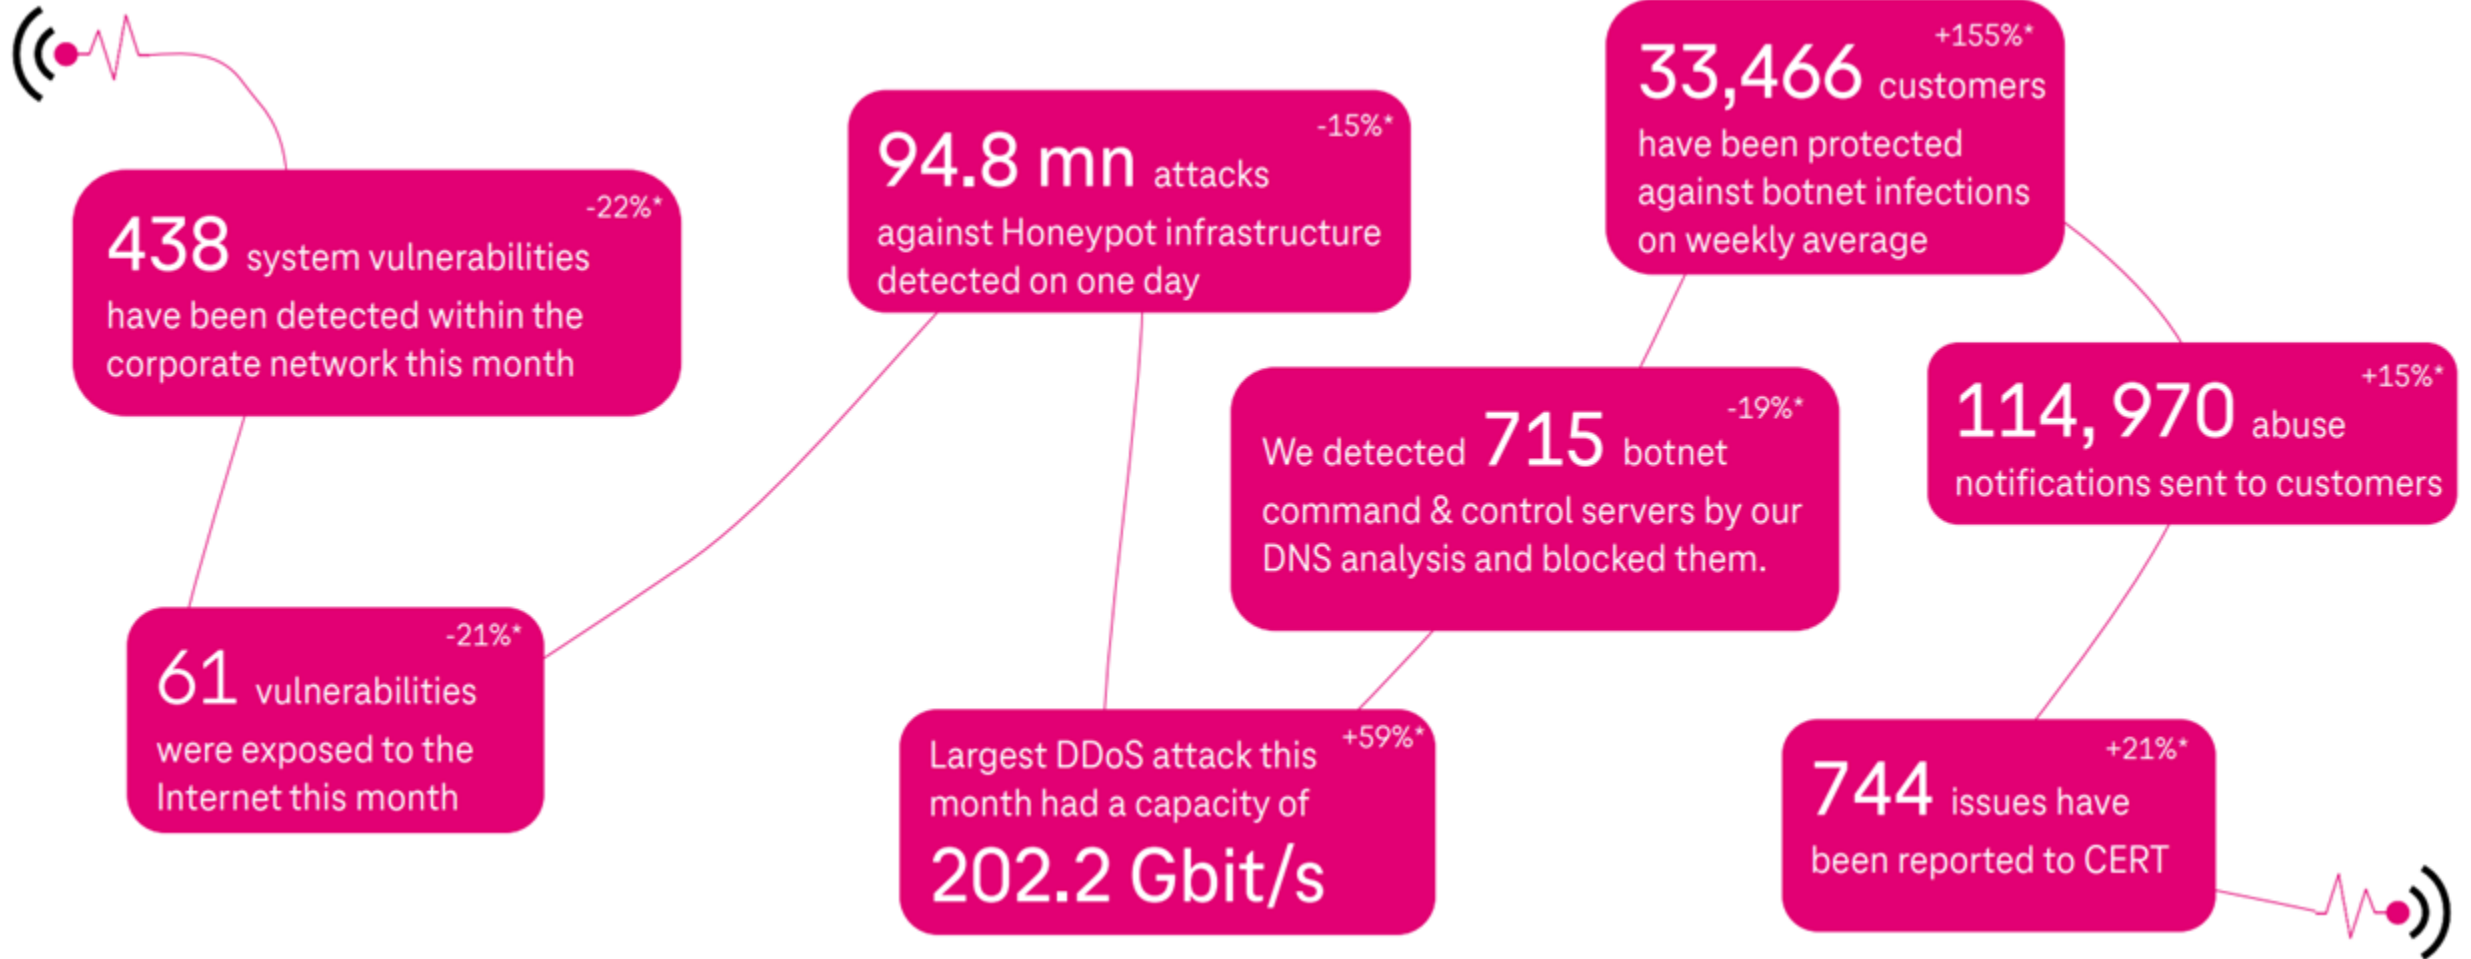 -22%*
438 system vulnerabilities
have been detected within the
corporate network this month
-21%*
61 vulnerabilities
were exposed to the
Internet this month
-15%*
94.8 mn attacks
against Honeypot infrastructure
detected on one day
+59%*
Largest DDoS attack this
month had a capacity of
202.2 Gbit/s
-19%*
We detected 715 botnet
command & control servers by our
DNS analysis and blocked them.
+155%*
33,466 customers
have been protected
against botnet infections
on weekly average
+15%*
114, 970 abuse
notifications sent to customers
+21%*
744 issues have
been reported to CERT